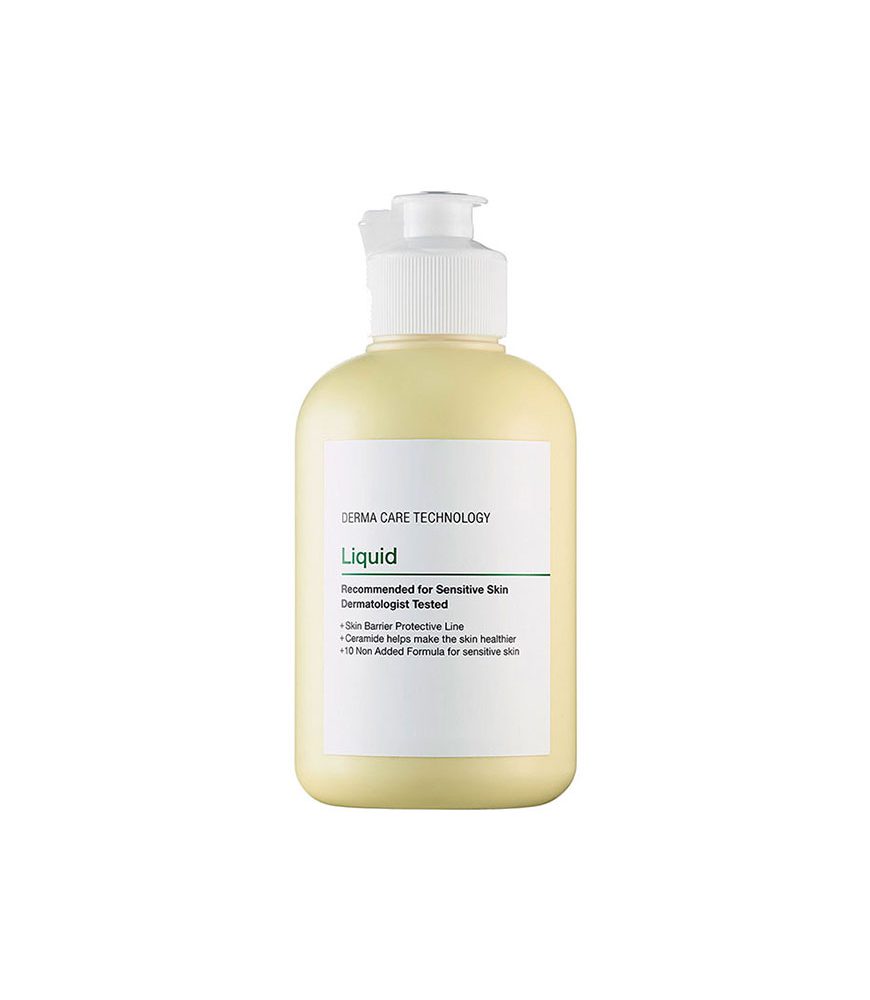 DERMA CARE TECHNOLOGY
Liquid
Recommended for Sensitive Skin
Dermatologist Tested
+Skin Barrier Protective Line
+Ceramide helps make the skin healthier
+10 Non Added Formula for sensitive skin